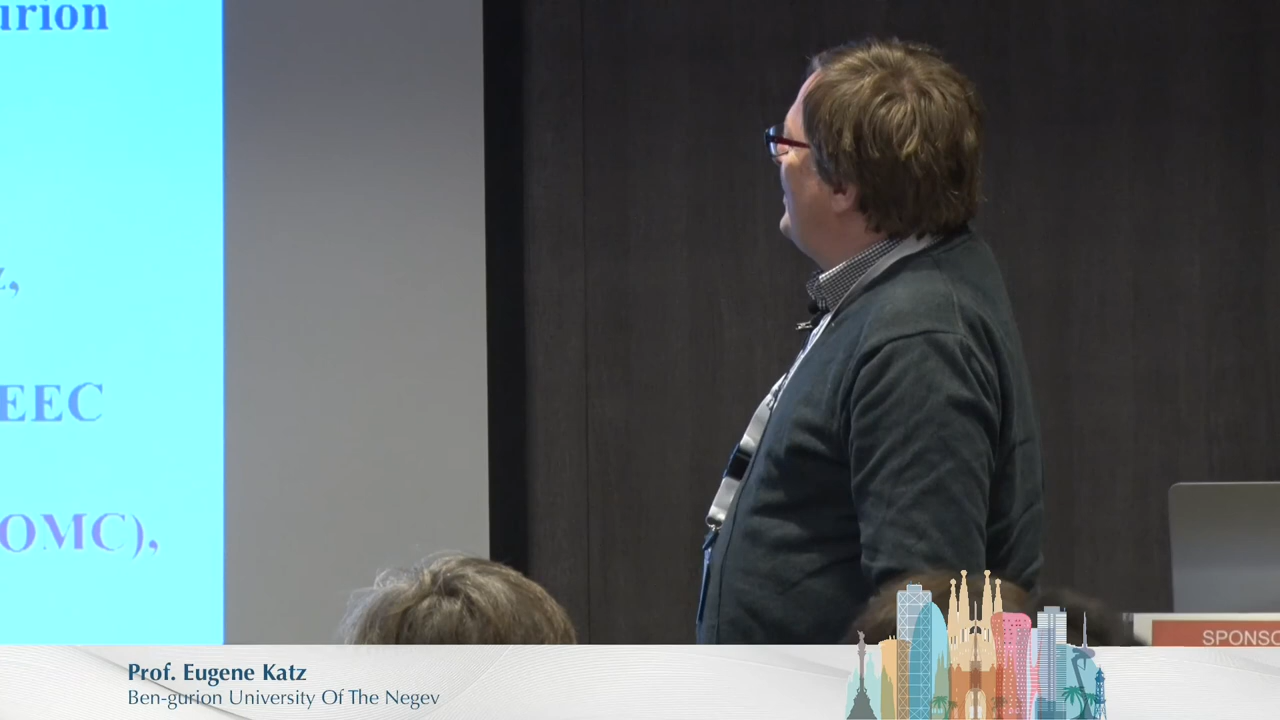 urion
z,
EEC
OMC),
SPONSO
Prof. Eugene Katz
Ben-gurion University Of The Negev